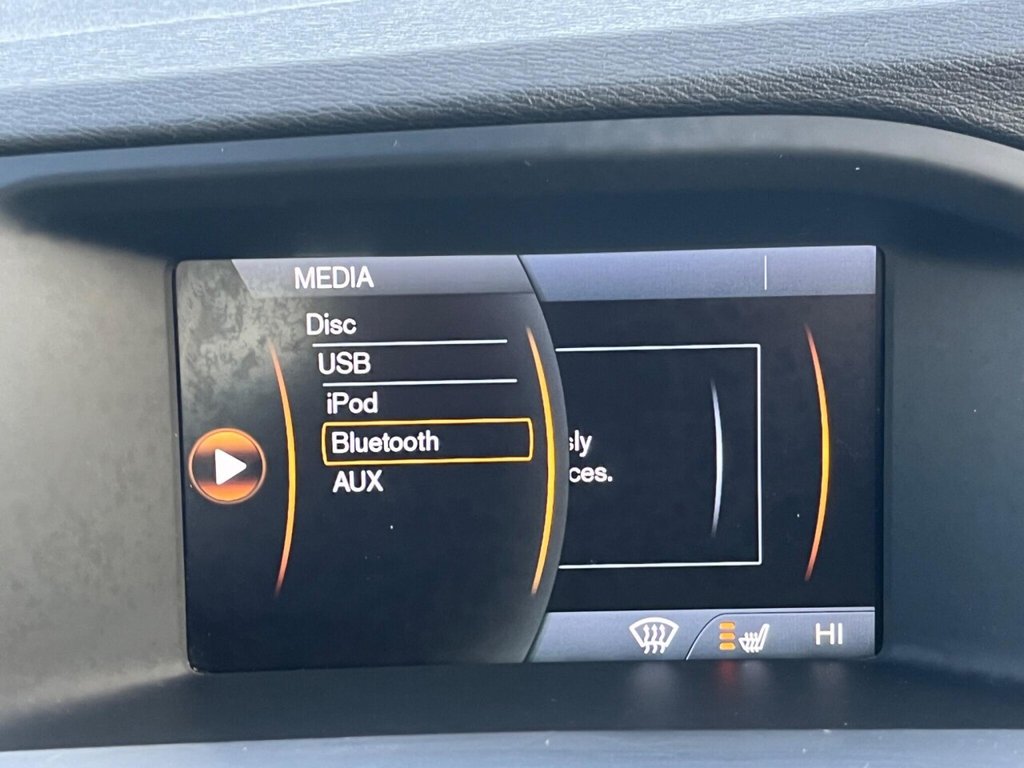 MEDIA
Disc
USB
iPod
Bluetooth
AUX
sly
ces.
HI